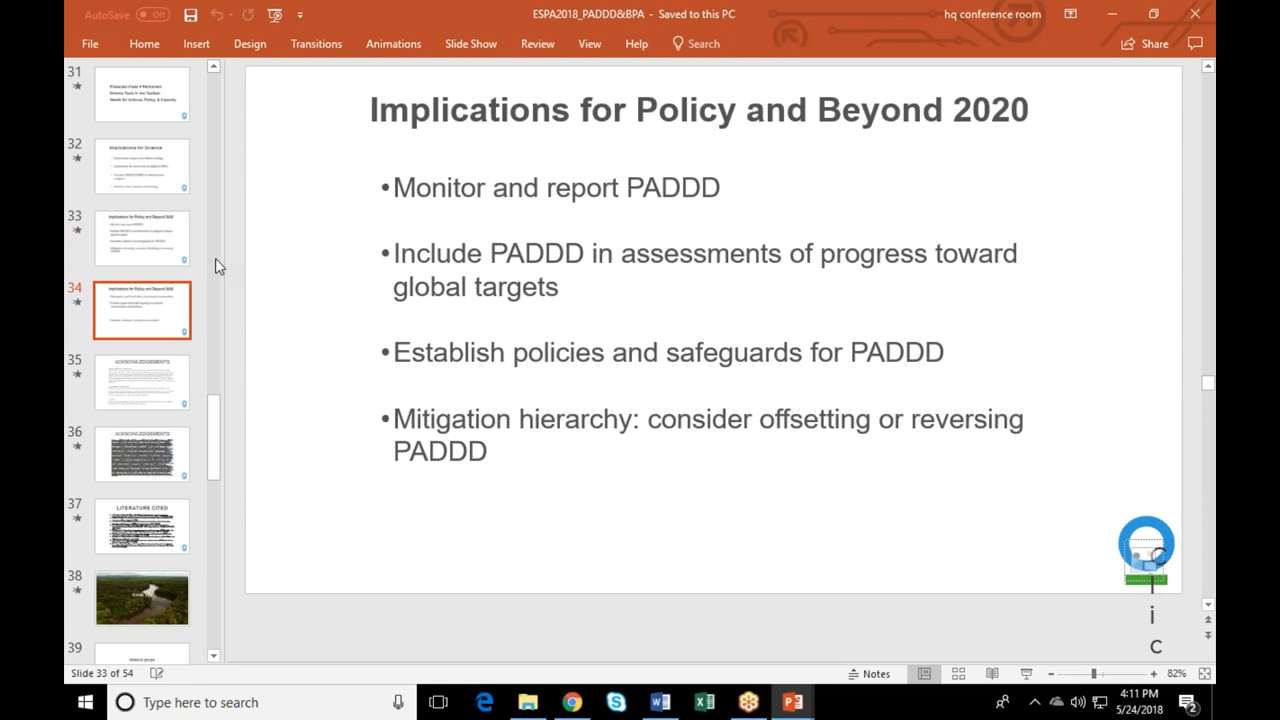 AutoSave Off
ESPA2018_PADDD&BPA - Saved to this PC
hq conference room
File Home Insert Design Transitions Animations Slide Show Review View Help Search
Share
31
32
Implications for Science
33
Implications for Policy and Beyond 2020
34
Implications for Policy and Beyond 2020
35
ACKNOWLEDGEMENTS
36
ACKNOWLEDGEMENTS
37
LITERATURE CITED
38
39
Implications for Policy and Beyond 2020
•Monitor and report PADDD
•Include PADDD in assessments of progress toward
global targets
•Establish policies and safeguards for PADDD
•Mitigation hierarchy: consider offsetting or reversing
PADDD
C
l
i
c
Slide 33 of 54
Notes
82%
Type here to search
4:11 PM
5/24/2018
2